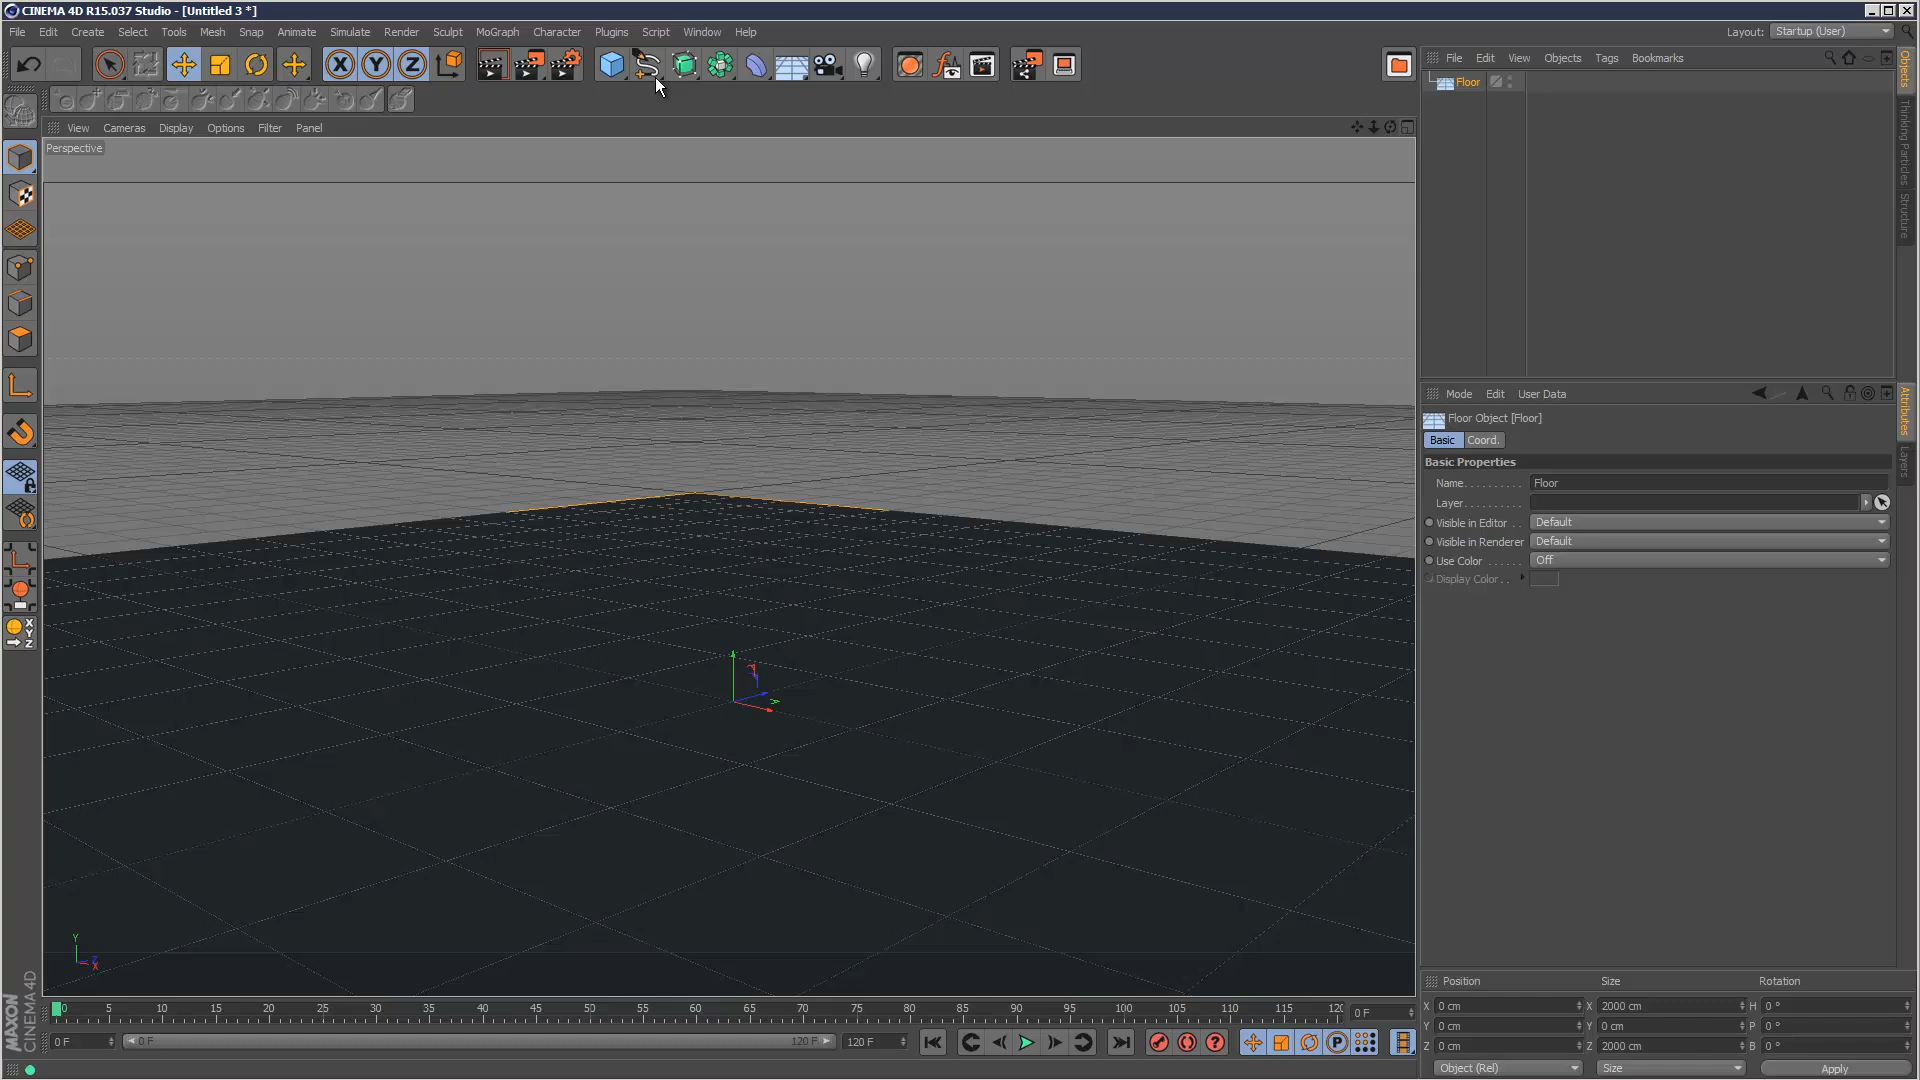 CINEMA 4D R15.037 Studio - [Untitled 3 *]
File Edit Create Select Tools Mesh Snap Animate Simulate Render Sculpt MoGraph Character Plugins Script Window Help
Layout: Startup (User)
X Y Z
File Edit View Objects Tags Bookmarks
Floor
View Cameras Display Options Filter Panel
Perspective
Objects
Thinking Particles
Structure
Mode Edit User Data
Floor Object [Floor]
Basic Coord.
Basic Properties
Name Floor
Layer
Visible in Editor Default
Visible in Renderer Default
Use Color Off
Display Color
Attributes
Layers
X
Y
Z
Y
Z
X
MAXON
CINEMA 4D
0 5 10 15 20 25 30 35 40 45 50 55 60 65 70 75 80 85 90 95 100 105 110 115 120 0 F
0 F 0 F 120 F 120 F
P
Position Size Rotation
X 0 cm X 2000 cm H 0 °
Y 0 cm Y 0 cm P 0 °
Z 0 cm Z 2000 cm B 0 °
Object (Rel) Size Apply